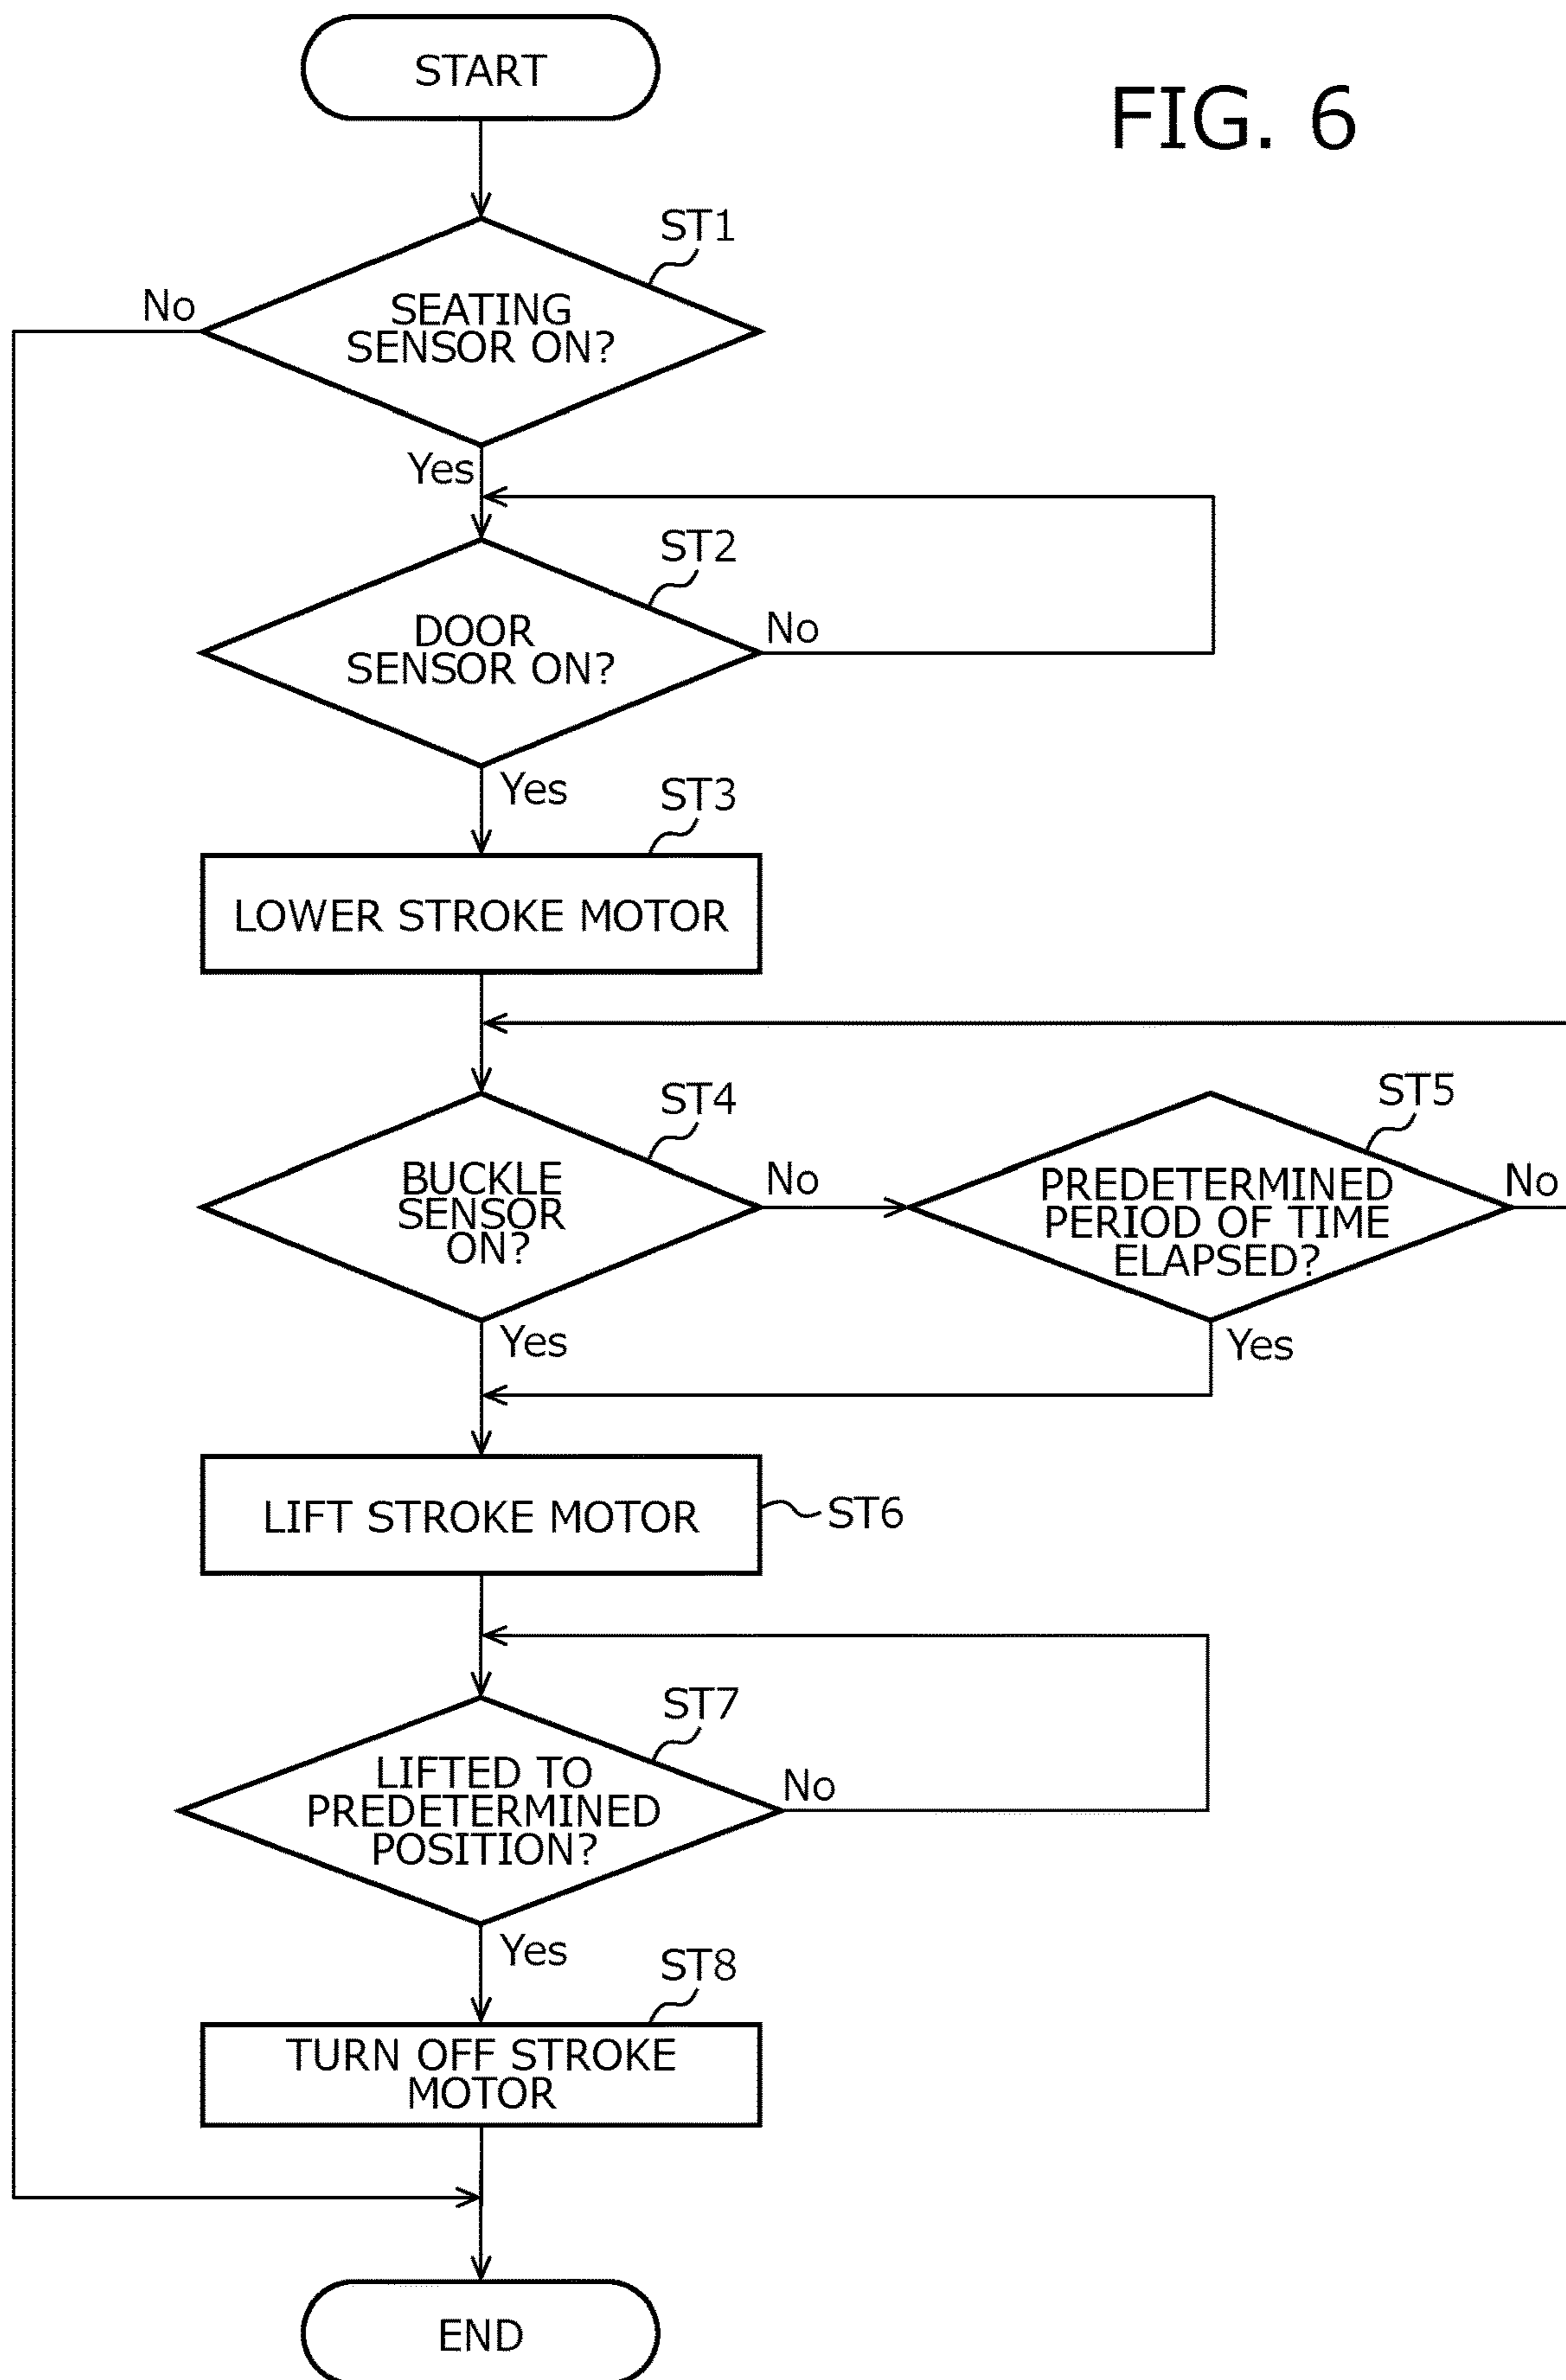 START
FIG. 6
ST1
No
SEATING
SENSOR ON?
Yes
ST2
DOOR
SENSOR ON?
No
Yes
ST3
LOWER STROKE MOTOR
ST4
ST5
BUCKLE
SENSOR
ON?
No
PREDETERMINED
PERIOD OF TIME
ELAPSED?
No
Yes
Yes
LIFT STROKE MOTOR
ST6
ST7
LIFTED TO
PREDETERMINED
POSITION?
No
Yes
ST8
TURN OFF STROKE
MOTOR
END